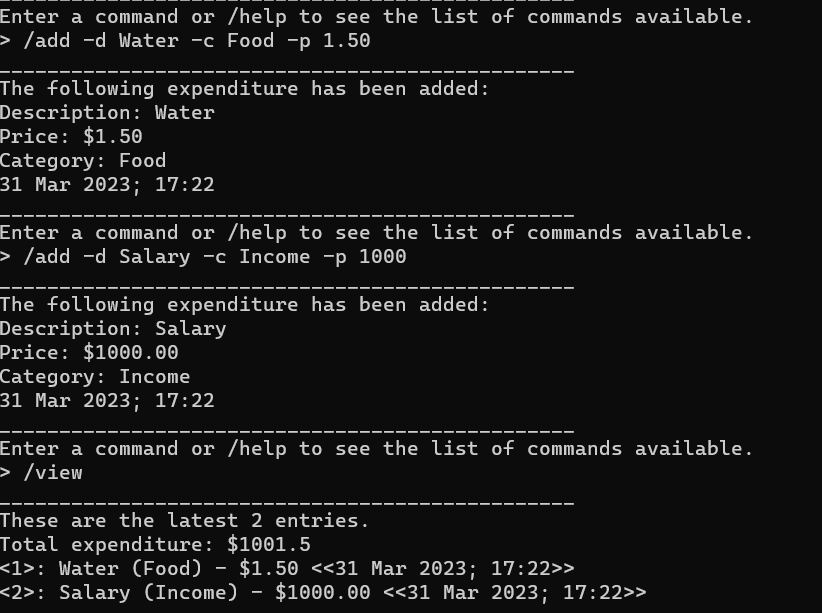 Enter a command or /help to see the list of commands available.
> /add -d Water -c Food -p 1.50
________________________________________________
The following expenditure has been added:
Description: Water
Price: $1.50
Category: Food
31 Mar 2023; 17:22
________________________________________________
Enter a command or /help to see the list of commands available.
> /add -d Salary -c Income -p 1000
________________________________________________
The following expenditure has been added:
Description: Salary
Price: $1000.00
Category: Income
31 Mar 2023; 17:22
________________________________________________
Enter a command or /help to see the list of commands available.
> /view
________________________________________________
These are the latest 2 entries.
Total expenditure: $1001.5
<1>: Water (Food) - $1.50 <<31 Mar 2023; 17:22>>
<2>: Salary (Income) - $1000.00 <<31 Mar 2023; 17:22>>